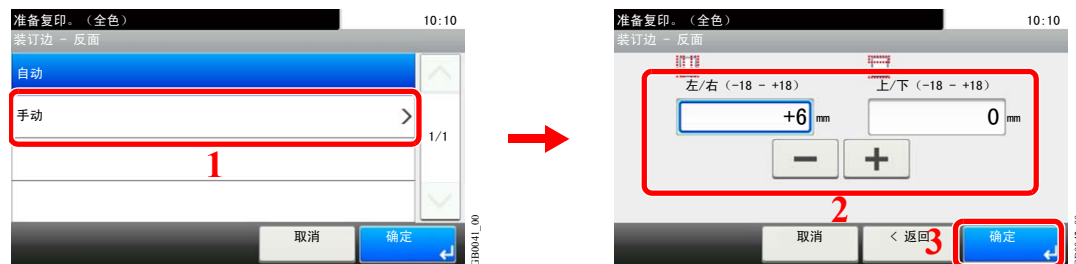 准备复印。（全色）
10:10
装订边 - 反面
自动
手动
1/1
1
取消
确定
GB0041_00
准备复印。（全色）
10:10
装订边 - 反面
左/右（-18 - +18）
上/下（-18 - +18）
+6 mm
0 mm
2
取消
< 返回
3
确定